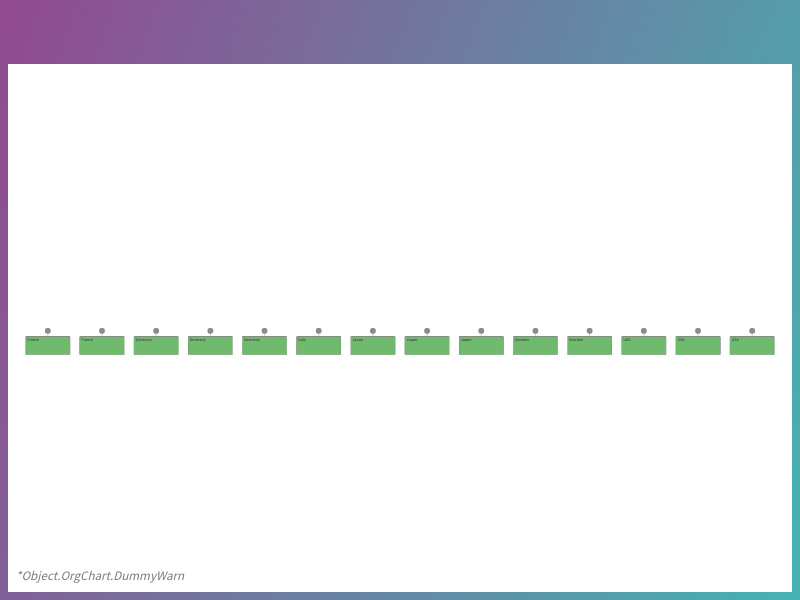 France
France
Germany
Germany
Germany
Italy
Japan
Japan
Japan
Sweden
Sweden
USA
USA
USA
*Object.OrgChart.DummyWarn